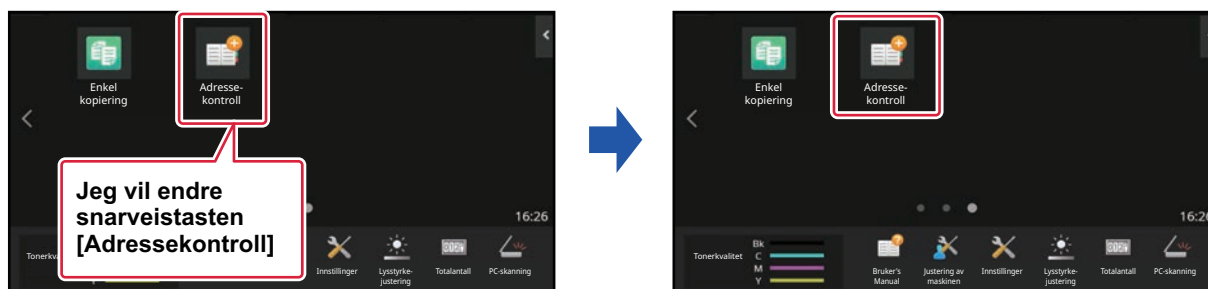 Enkel
kopiering
Adresse-
kontroll
Jeg vil endre
snarveistasten
[Adressekontroll]
16:26
Tonerkv
Y
Innstillinger
Lysstyrke-
justering
Totalantall
PC-skanning
Enkel
kopiering
Adresse-
kontroll
16:26
Tonerkvalitet
Bk
C
M
Y
Bruker's
Manual
Justering av
maskinen
Innstillinger
Lysstyrke-
justering
Totalantall
PC-skanning